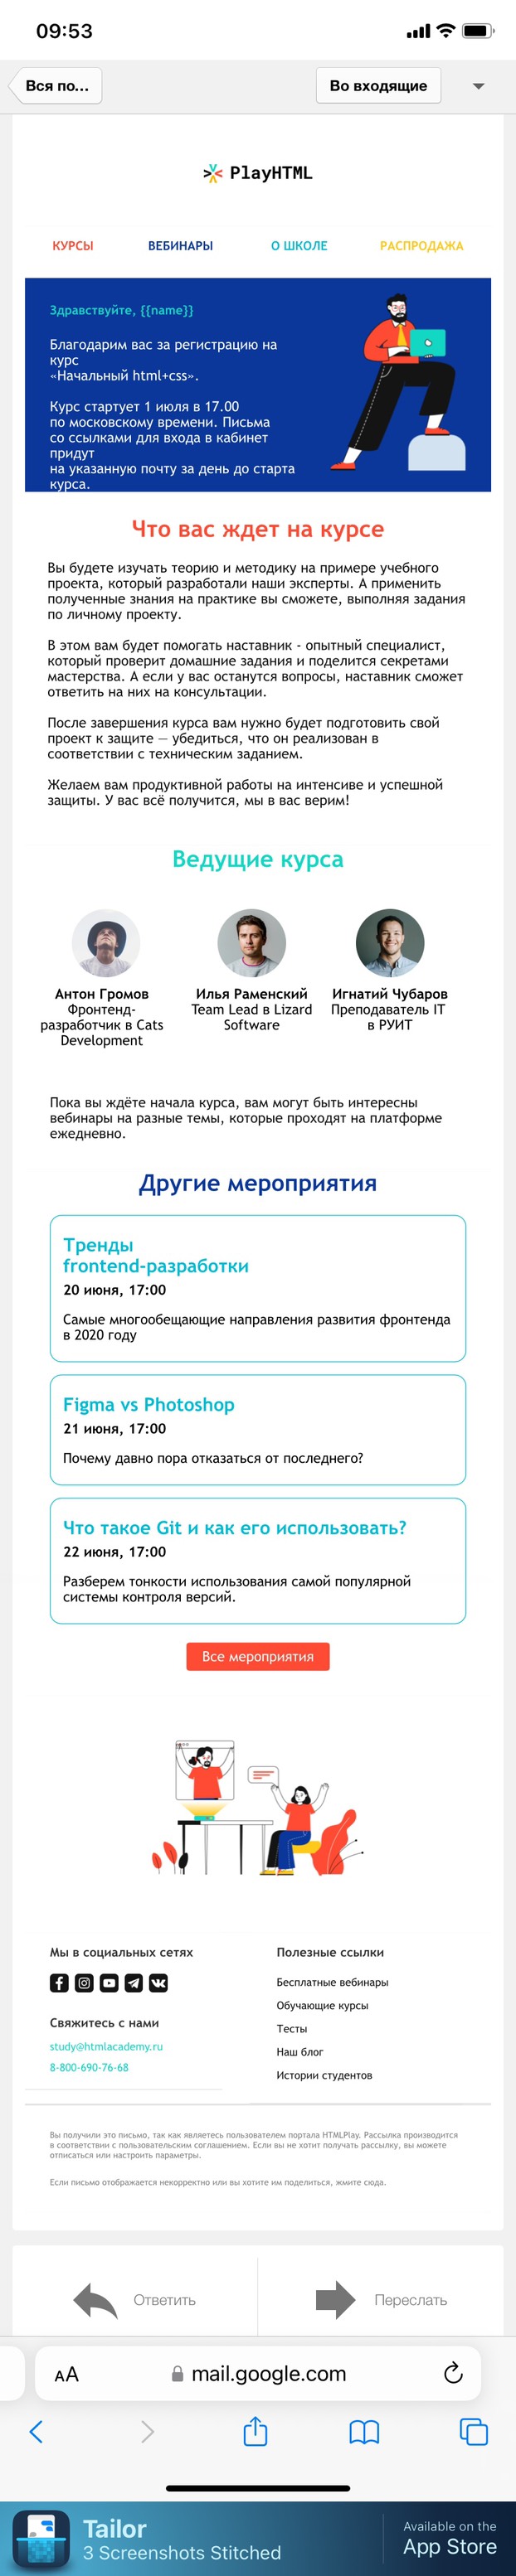 09:53
Вся по...
Во входящие
PlayHTML
КУРСЫ ВЕБИНАРЫ О ШКОЛЕ РАСПРОДАЖА
Здравствуйте, {{name}}
Благодарим вас за регистрацию на
курс
«Начальный html+css».
Курс стартует 1 июля в 17.00
по московскому времени. Письма
со ссылками для входа в кабинет
придут
на указанную почту за день до старта
курса.
Что вас ждет на курсе
Вы будете изучать теорию и методику на примере учебного
проекта, который разработали наши эксперты. А применить
полученные знания на практике вы сможете, выполняя задания
по личному проекту.
В этом вам будет помогать наставник - опытный специалист,
который проверит домашние задания и поделится секретами
мастерства. А если у вас останутся вопросы, наставник сможет
ответить на них на консультации.
После завершения курса вам нужно будет подготовить свой
проект к защите — убедиться, что он реализован в
соответствии с техническим заданием.
Желаем вам продуктивной работы на интенсиве и успешной
защиты. У вас всё получится, мы в вас верим!
Ведущие курса
Антон Громов
Фронтенд-
разработчик в Cats
Development
Илья Раменский
Team Lead в Lizard
Software
Игнатий Чубаров
Преподаватель IT
в РУИТ
Пока вы ждёте начала курса, вам могут быть интересны
вебинары на разные темы, которые проходят на платформе
ежедневно.
Другие мероприятия
Тренды
frontend-разработки
20 июня, 17:00
Самые многообещающие направления развития фронтенда
в 2020 году
Figma vs Photoshop
21 июня, 17:00
Почему давно пора отказаться от последнего?
Что такое Git и как его использовать?
22 июня, 17:00
Разберем тонкости использования самой популярной
системы контроля версий.
Все мероприятия
Мы в социальных сетях
Свяжитесь с нами
study@htmlacademy.ru
8-800-690-76-68
Полезные ссылки
Бесплатные вебинары
Обучающие курсы
Тесты
Наш блог
Истории студентов
Вы получили это письмо, так как являетесь пользователем портала HTMLPlay. Рассылка производится
в соответствии с пользовательским соглашением. Если вы не хотит получать рассылку, вы можете
отписаться или настроить параметры.
Если письмо отображается некорректно или вы хотите им поделиться, жмите сюда.
Ответить
Переслать
AA
mail.google.com
Tailor
3 Screenshots Stitched
Available on the
App Store